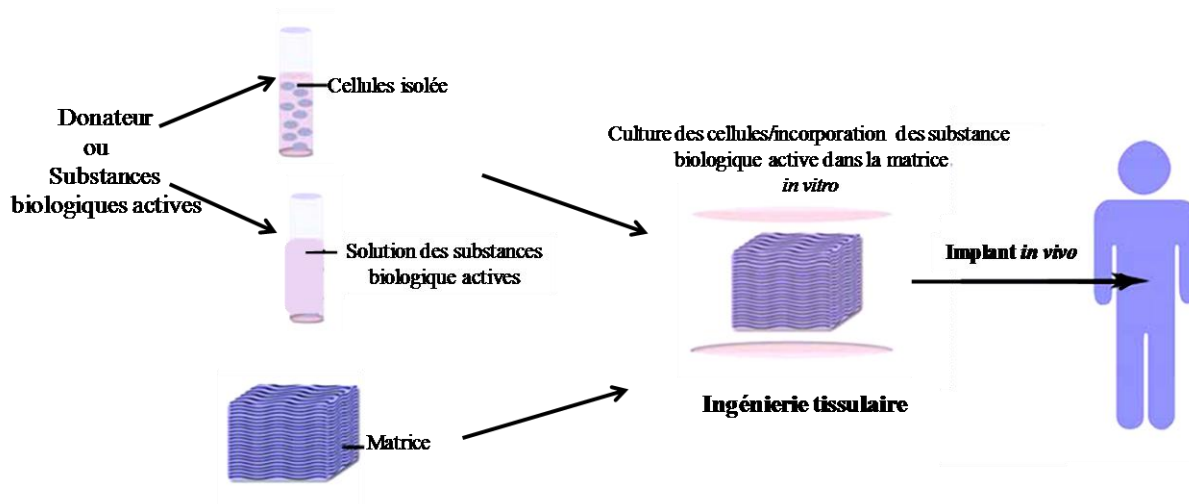 Cellules isolée
Donateur
ou
Substances
biologiques actives
Solution des substances
biologique actives
Matrice
Culture des cellules/incorporation des substance
biologique active dans la matrice
in vitro
Ingénierie tissulaire
Implant in vivo